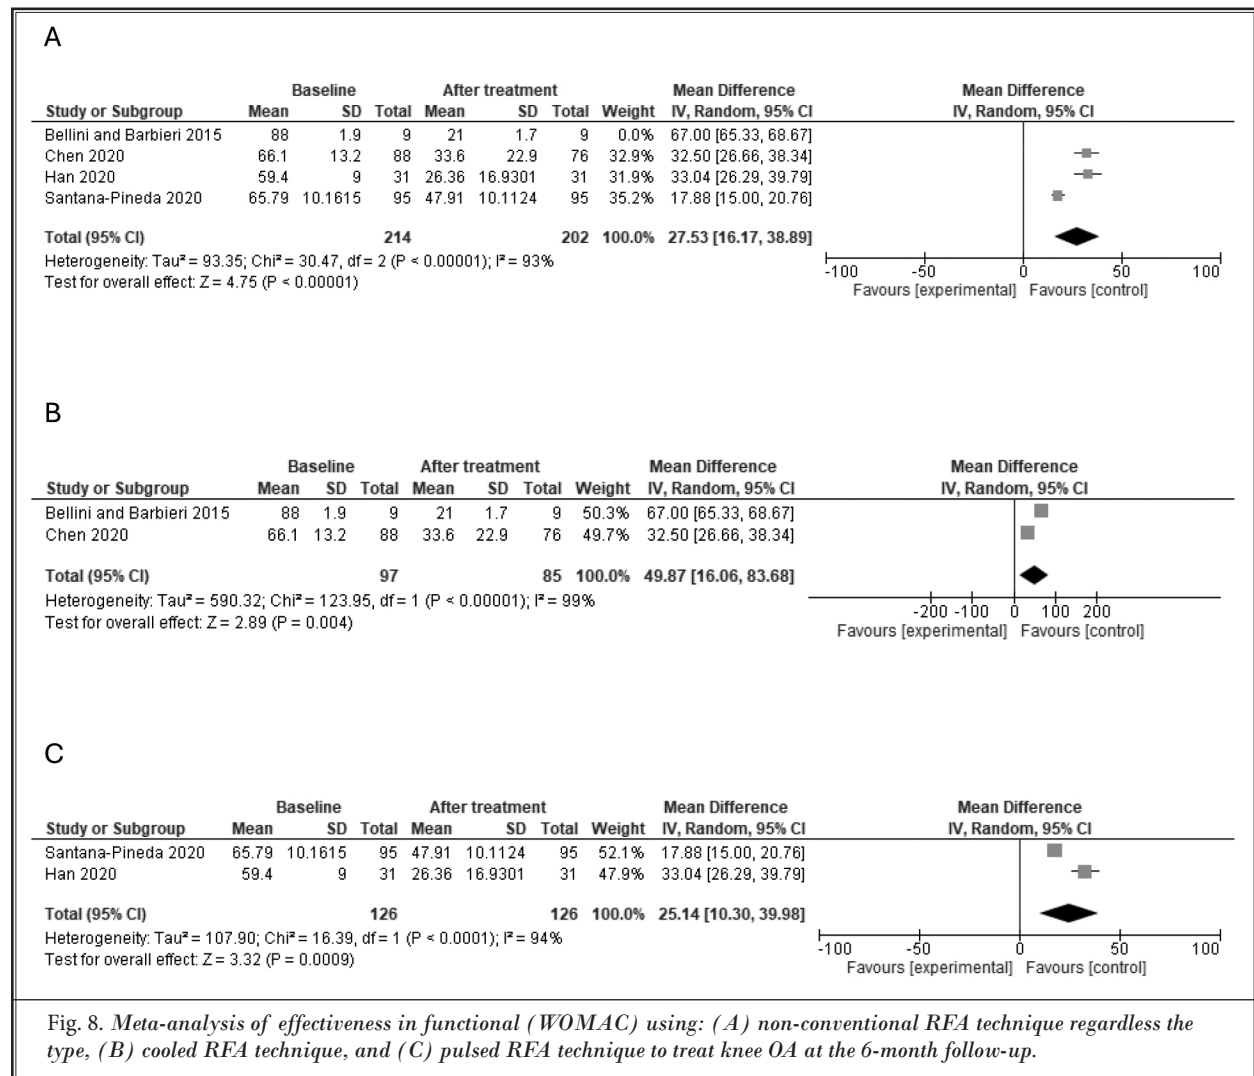 A
Baseline After treatment Mean Difference Mean Difference
Study or Subgroup Mean SD Total Mean SD Total Weight IV, Random, 95% CI IV, Random, 95% CI
Bellini and Barbieri 2015 88 1.9 9 21 1.7 9 0.0% 67.00 [65.33, 68.67]
Chen 2020 66.1 13.2 88 33.6 22.9 76 32.9% 32.50 [26.66, 38.34]
Han 2020 59.4 9 31 26.36 16.9301 31 31.9% 33.04 [26.29, 39.79]
Santana-Pineda 2020 65.79 10.1615 95 47.91 10.1124 95 35.2% 17.88 [15.00, 20.76]
Total (95% CI) 214 202 100.0% 27.53 [16.17, 38.89]
Heterogeneity: Tau² = 93.35; Chi² = 30.47, df = 2 (P < 0.00001); I² = 93%
Test for overall effect: Z = 4.75 (P < 0.00001)
-100 -50 0 50 100
Favours [experimental] Favours [control]
B
Baseline After treatment Mean Difference Mean Difference
Study or Subgroup Mean SD Total Mean SD Total Weight IV, Random, 95% CI IV, Random, 95% CI
Bellini and Barbieri 2015 88 1.9 9 21 1.7 9 50.3% 67.00 [65.33, 68.67]
Chen 2020 66.1 13.2 88 33.6 22.9 76 49.7% 32.50 [26.66, 38.34]
Total (95% CI) 97 85 100.0% 49.87 [16.06, 83.68]
Heterogeneity: Tau² = 590.32; Chi² = 123.95, df = 1 (P < 0.00001); I² = 99%
Test for overall effect: Z = 2.89 (P = 0.004)
-200 -100 0 100 200
Favours [experimental] Favours [control]
C
Baseline After treatment Mean Difference Mean Difference
Study or Subgroup Mean SD Total Mean SD Total Weight IV, Random, 95% CI IV, Random, 95% CI
Santana-Pineda 2020 65.79 10.1615 95 47.91 10.1124 95 52.1% 17.88 [15.00, 20.76]
Han 2020 59.4 9 31 26.36 16.9301 31 47.9% 33.04 [26.29, 39.79]
Total (95% CI) 126 126 100.0% 25.14 [10.30, 39.98]
Heterogeneity: Tau² = 107.90; Chi² = 16.39, df = 1 (P < 0.0001); I² = 94%
Test for overall effect: Z = 3.32 (P = 0.0009)
-100 -50 0 50 100
Favours [experimental] Favours [control]
Fig. 8. Meta-analysis of effectiveness in functional (WOMAC) using: (A) non-conventional RFA technique regardless the
type, (B) cooled RFA technique, and (C) pulsed RFA technique to treat knee OA at the 6-month follow-up.